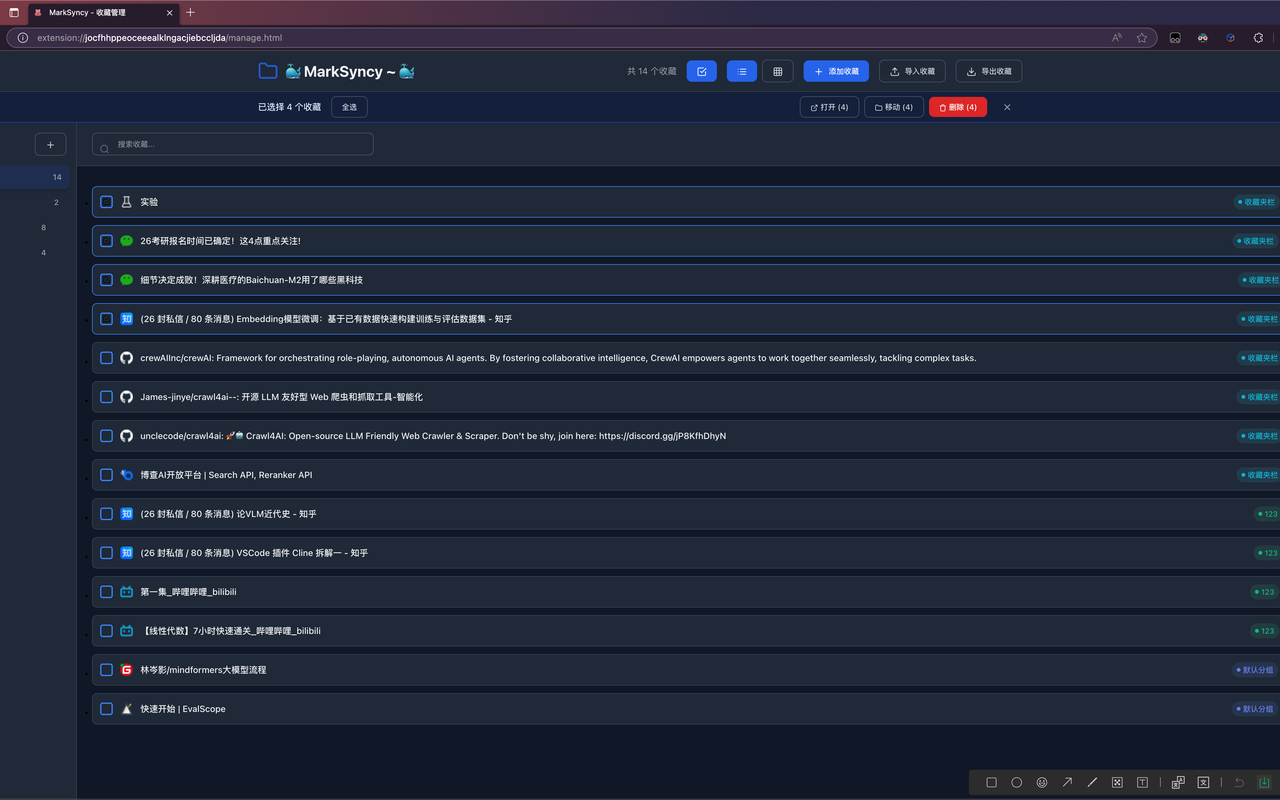 MarkSyncy - 收藏管理
extension://jocfhhppeoceeealklngacjiebccljda/manage.html
🐳MarkSyncy ~🐳
共 14 个收藏
添加收藏
导入收藏
导出收藏
已选择 4 个收藏
全选
打开 (4)
移动 (4)
删除 (4)
搜索收藏...
14
2
8
4
实验 收藏夹栏
26考研报名时间已确定！这4点重点关注! 收藏夹栏
细节决定成败！深耕医疗的Baichuan-M2用了哪些黑科技 收藏夹栏
(26 封私信 / 80 条消息) Embedding模型微调：基于已有数据快速构建训练与评估数据集 - 知乎 收藏夹栏
crewAIInc/crewAI: Framework for orchestrating role-playing, autonomous AI agents. By fostering collaborative intelligence, CrewAI empowers agents to work together seamlessly, tackling complex tasks. 收藏夹栏
James-jinye/crawl4ai--: 开源 LLM 友好型 Web 爬虫和抓取工具-智能化 收藏夹栏
unclecode/crawl4ai: 🚀🤖 Crawl4AI: Open-source LLM Friendly Web Crawler & Scraper. Don't be shy, join here: https://discord.gg/jP8KfhDhyN 收藏夹栏
博查AI开放平台 | Search API, Reranker API 收藏夹栏
(26 封私信 / 80 条消息) 论VLM近代史 - 知乎 123
(26 封私信 / 80 条消息) VSCode 插件 Cline 拆解一 - 知乎 123
第一集_哔哩哔哩_bilibili 123
【线性代数】7小时快速通关_哔哩哔哩_bilibili 123
林岑影/mindformers大模型流程 默认分组
快速开始 | EvalScope 默认分组